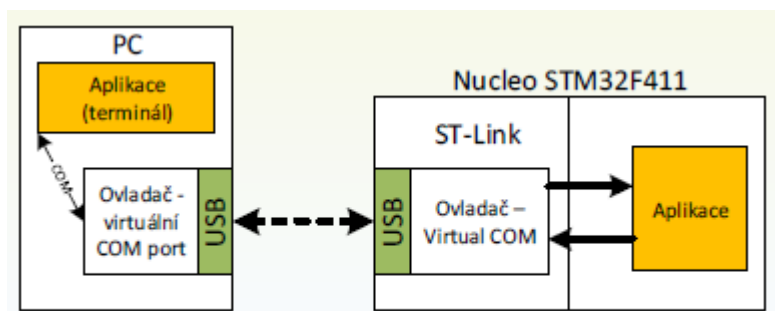 PC
Aplikace
(terminál)
COM
Ovladač -
virtuální
COM port
USB
Nucleo STM32F411
ST-Link
USB
Ovladač –
Virtual COM
Aplikace